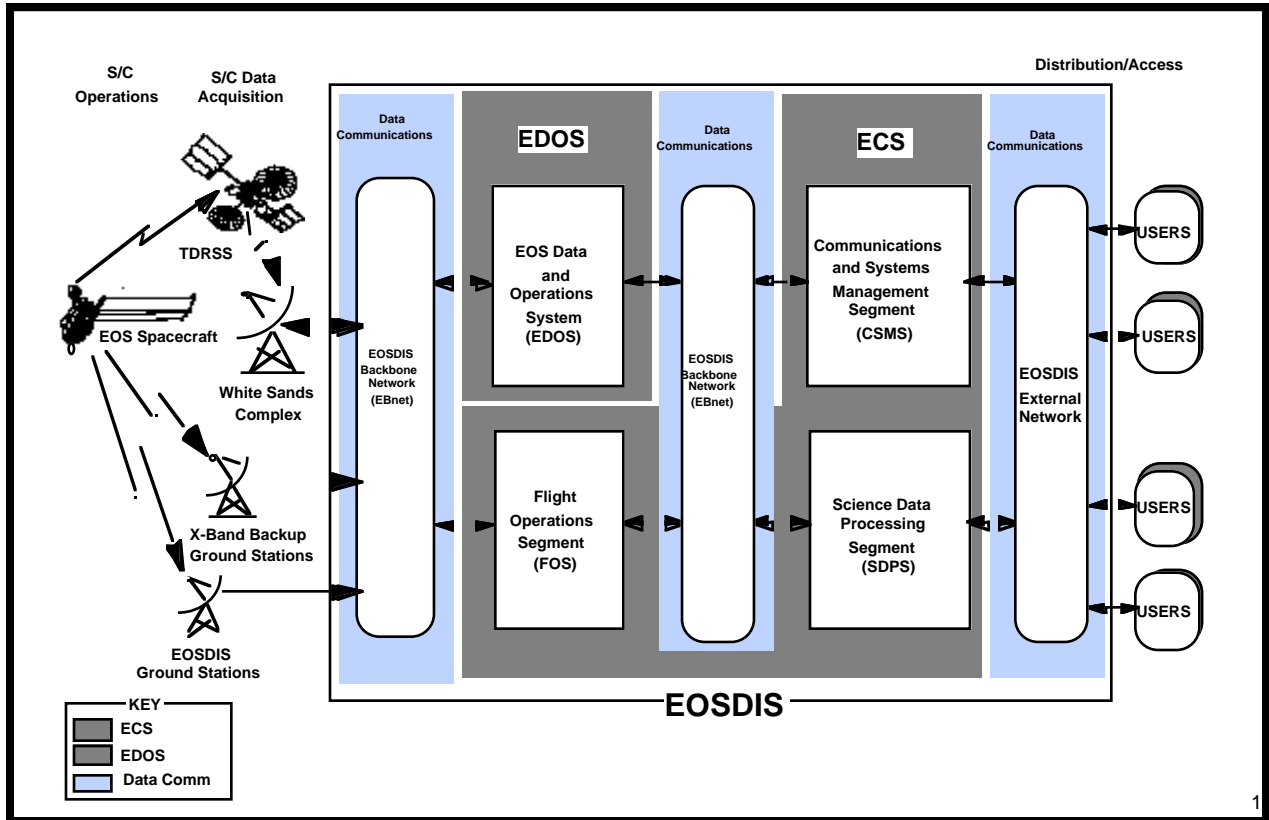 S/C
Operations
S/C Data
Acquisition
Distribution/Access
Data
Communications
EDOS
Data
Communications
ECS
Data
Communications
TDRSS
EOS Spacecraft
White Sands
Complex
X-Band Backup
Ground Stations
EOSDIS
Ground Stations
EOSDIS
Backbone
Network
(EBnet)
EOS Data
and
Operations
System
(EDOS)
Flight
Operations
Segment
(FOS)
EOSDIS
Backbone
Network
(EBnet)
Communications
and Systems
Management
Segment
(CSMS)
Science Data
Processing
Segment
(SDPS)
EOSDIS
External
Network
USERS
USERS
USERS
USERS
EOSDIS
KEY
ECS
EDOS
Data Comm
1